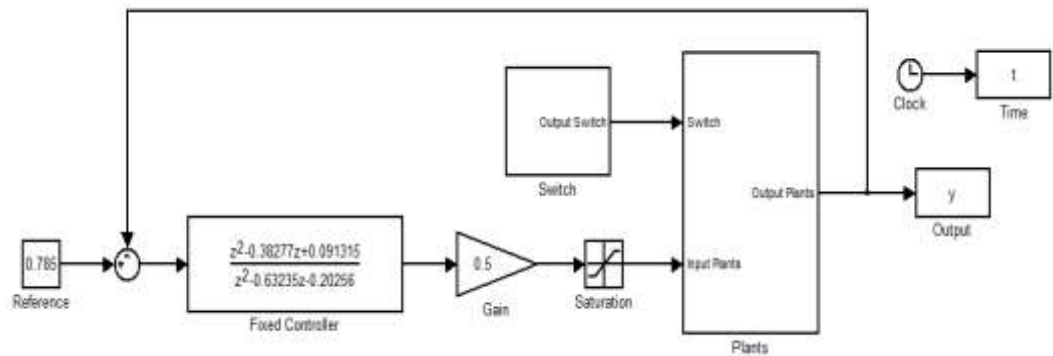 t
Clock
Time
Output Switch
Switch
Switch
Output Plants
y
Output
0.785
Reference
z²-0.38277z+0.091315
z²-0.63235z-0.20256
Fixed Controller
0.5
Gain
Saturation
Input Plants
Plants